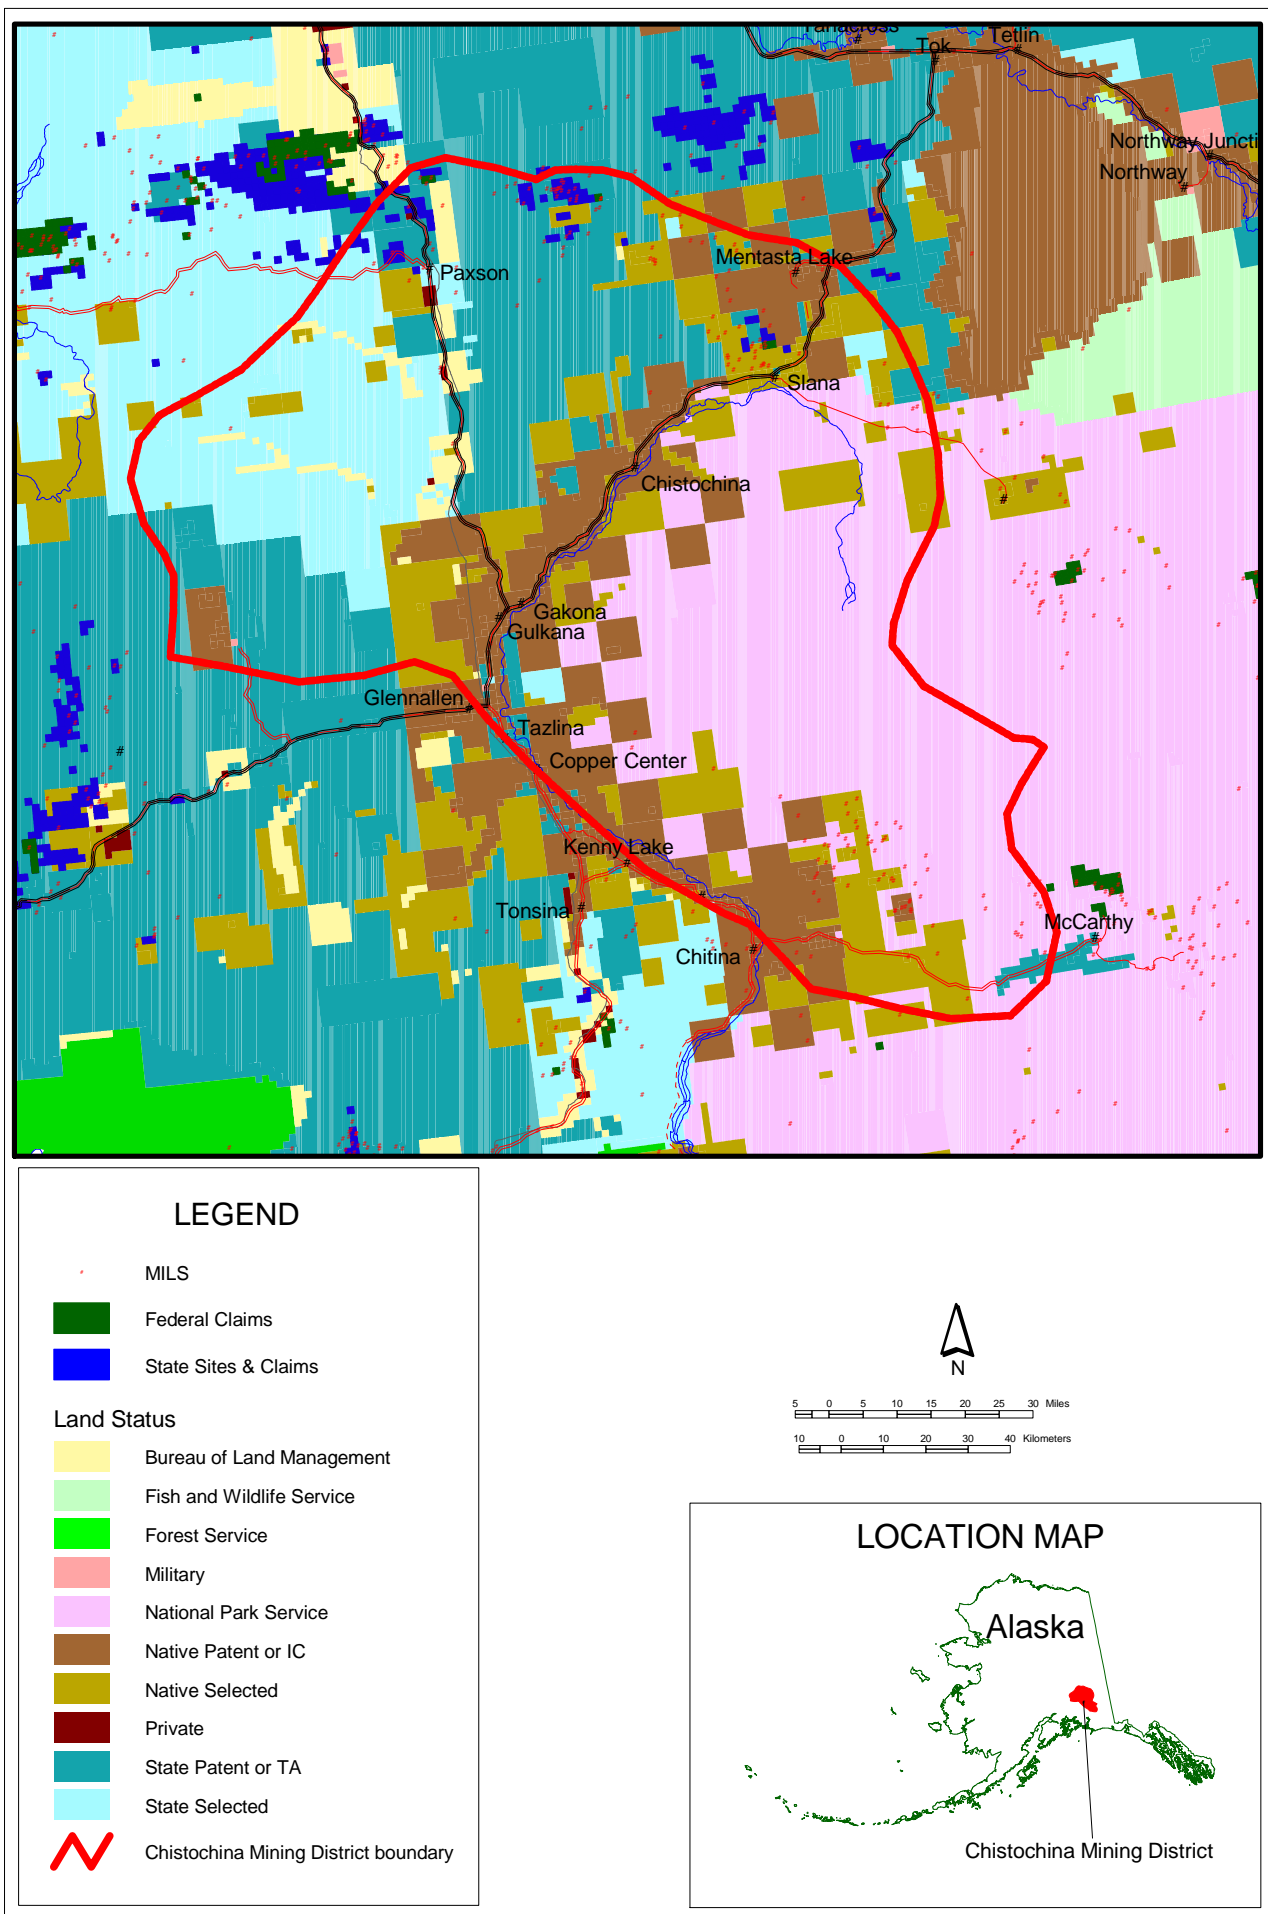 Tanacross
Tok
Tetlin
Northway Juncti
Northway
Mentasta Lake
Paxson
Slana
Chistochina
Gakona
Gulkana
Glennallen
Tazlina
Copper Center
Kenny Lake
Tonsina
Chitina
McCarthy
LEGEND
MILS
Federal Claims
State Sites & Claims
Land Status
Bureau of Land Management
Fish and Wildlife Service
Forest Service
Military
National Park Service
Native Patent or IC
Native Selected
Private
State Patent or TA
State Selected
Chistochina Mining District boundary
N
5 0 5 10 15 20 25 30 Miles
10 0 10 20 30 40 Kilometers
LOCATION MAP
Alaska
Chistochina Mining District